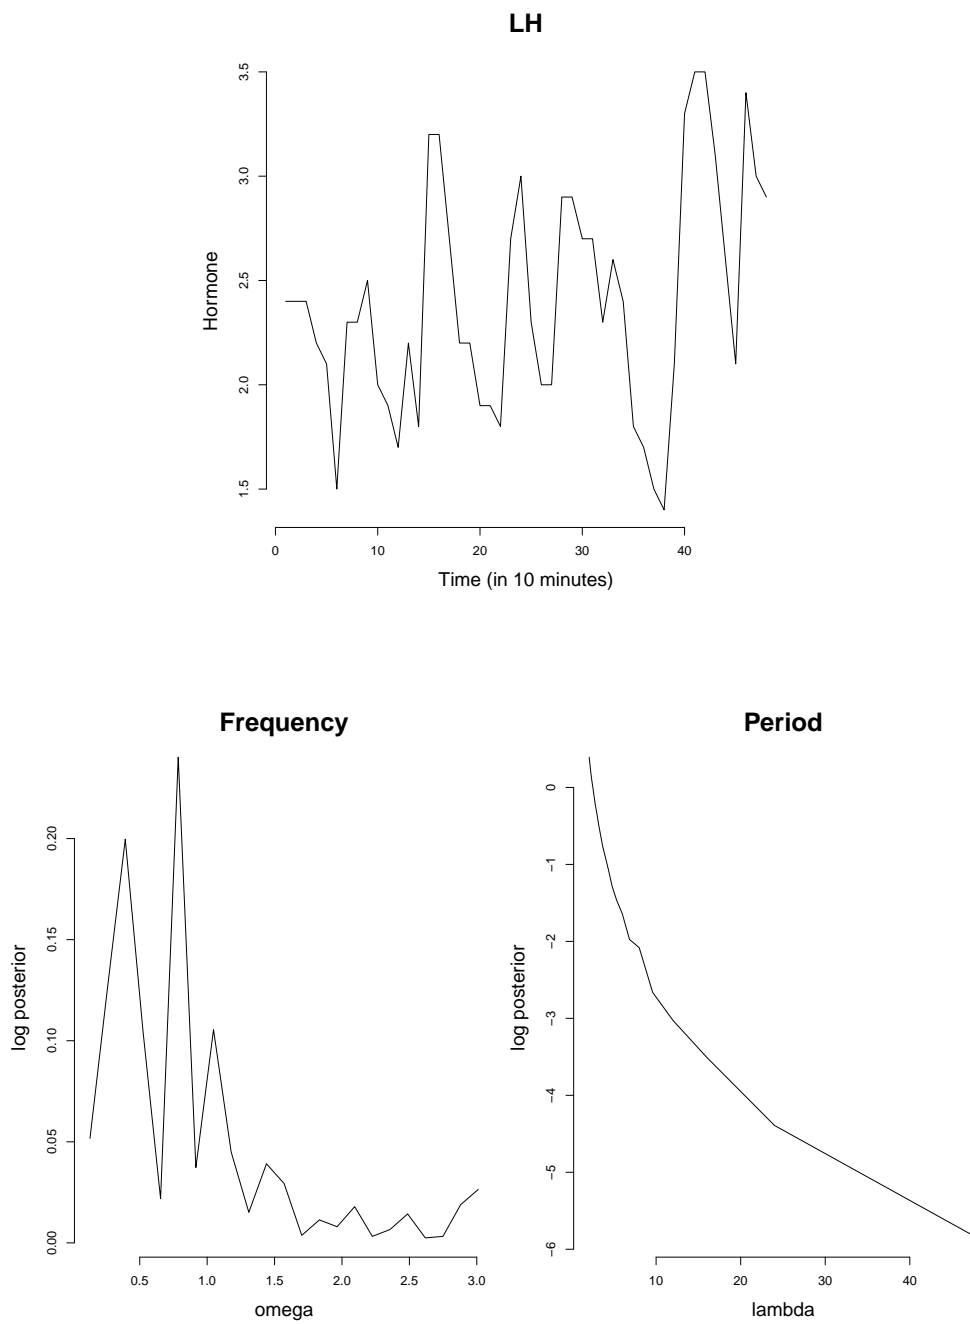 LH
Hormone
3.5
3.0
2.5
2.0
1.5
0 10 20 30 40
Time (in 10 minutes)
Frequency
log posterior
0.20
0.15
0.10
0.05
0.00
0.5 1.0 1.5 2.0 2.5 3.0
omega
Period
log posterior
0
−1
−2
−3
−4
−5
−6
10 20 30 40
lambda